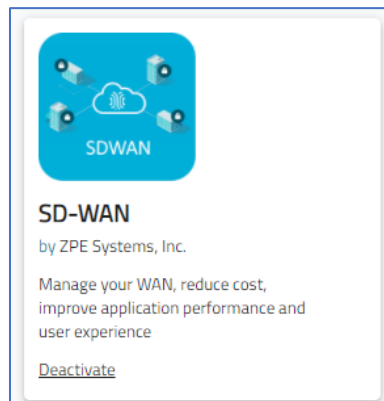 SDWAN
SD-WAN
by ZPE Systems, Inc.
Manage your WAN, reduce cost,
improve application performance and
user experience
Deactivate